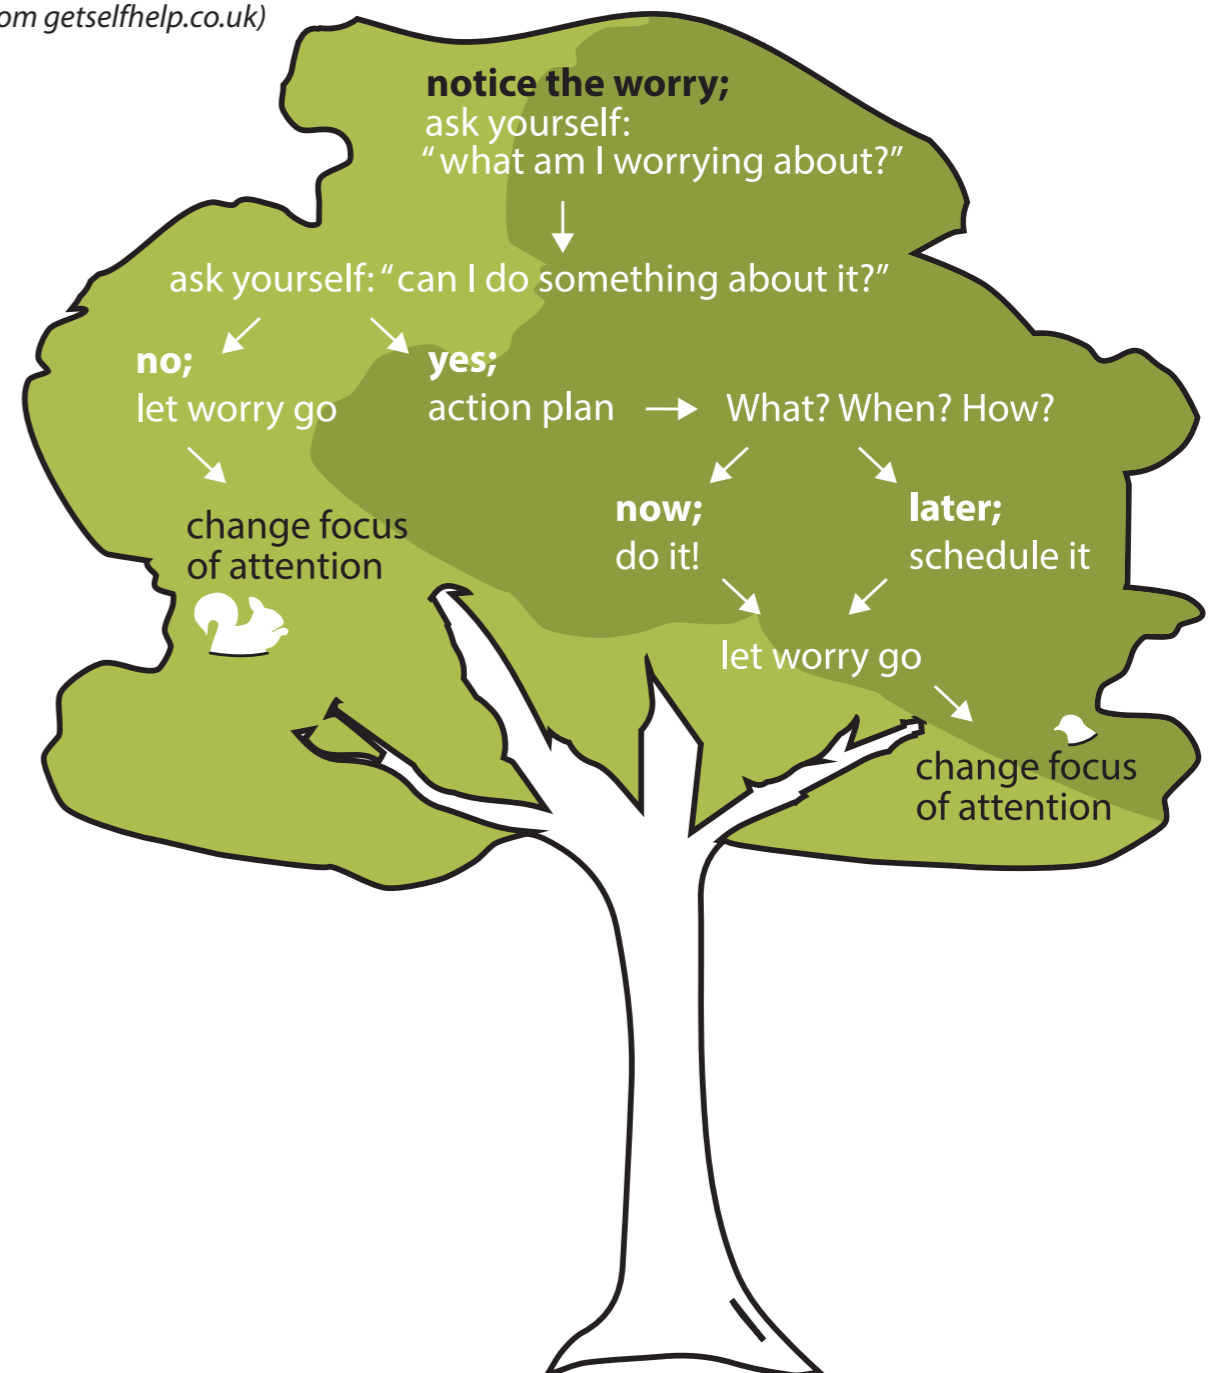 getselfhelp.co.uk)
notice the worry;
ask yourself:
“what am I worrying about?”
ask yourself: “can I do something about it?”
no;
let worry go
yes;
action plan
What? When? How?
change focus
of attention
now;
do it!
later;
schedule it
let worry go
change focus
of attention